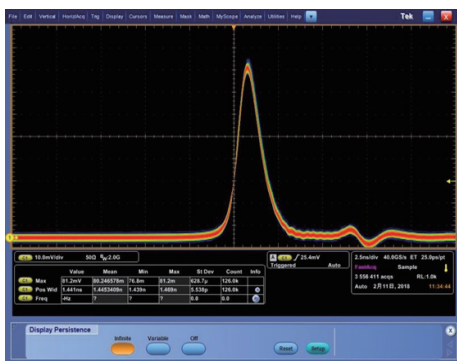 File Edit Vertical Horiz/Acq Trig Display Cursors Measure Mask Math MyScope Analyze Utilities Help
Tek
C1 10.0mV/div 50Ω BW:2.0G
A C1 / 25.4mV
Triggered Auto
2.5ns/div 40.0GS/s ET 25.0ps/pt
FastAcq Sample
3 556 411 acqs RL:1.0k
Auto 2月11日, 2018 11:34:44
Value Mean Min Max St Dev Count Info
C1 Max 81.2mV 80.246578m 76.8m 81.2m 628.7μ 126.0k
C1 Pos Wid 1.441ns 1.4453409n 1.439n 1.469n 5.538p 126.0k
C1 Freq -Hz ? ? ? 0.0 0.0
Display Persistence
Infinite Variable Off
Reset Setup